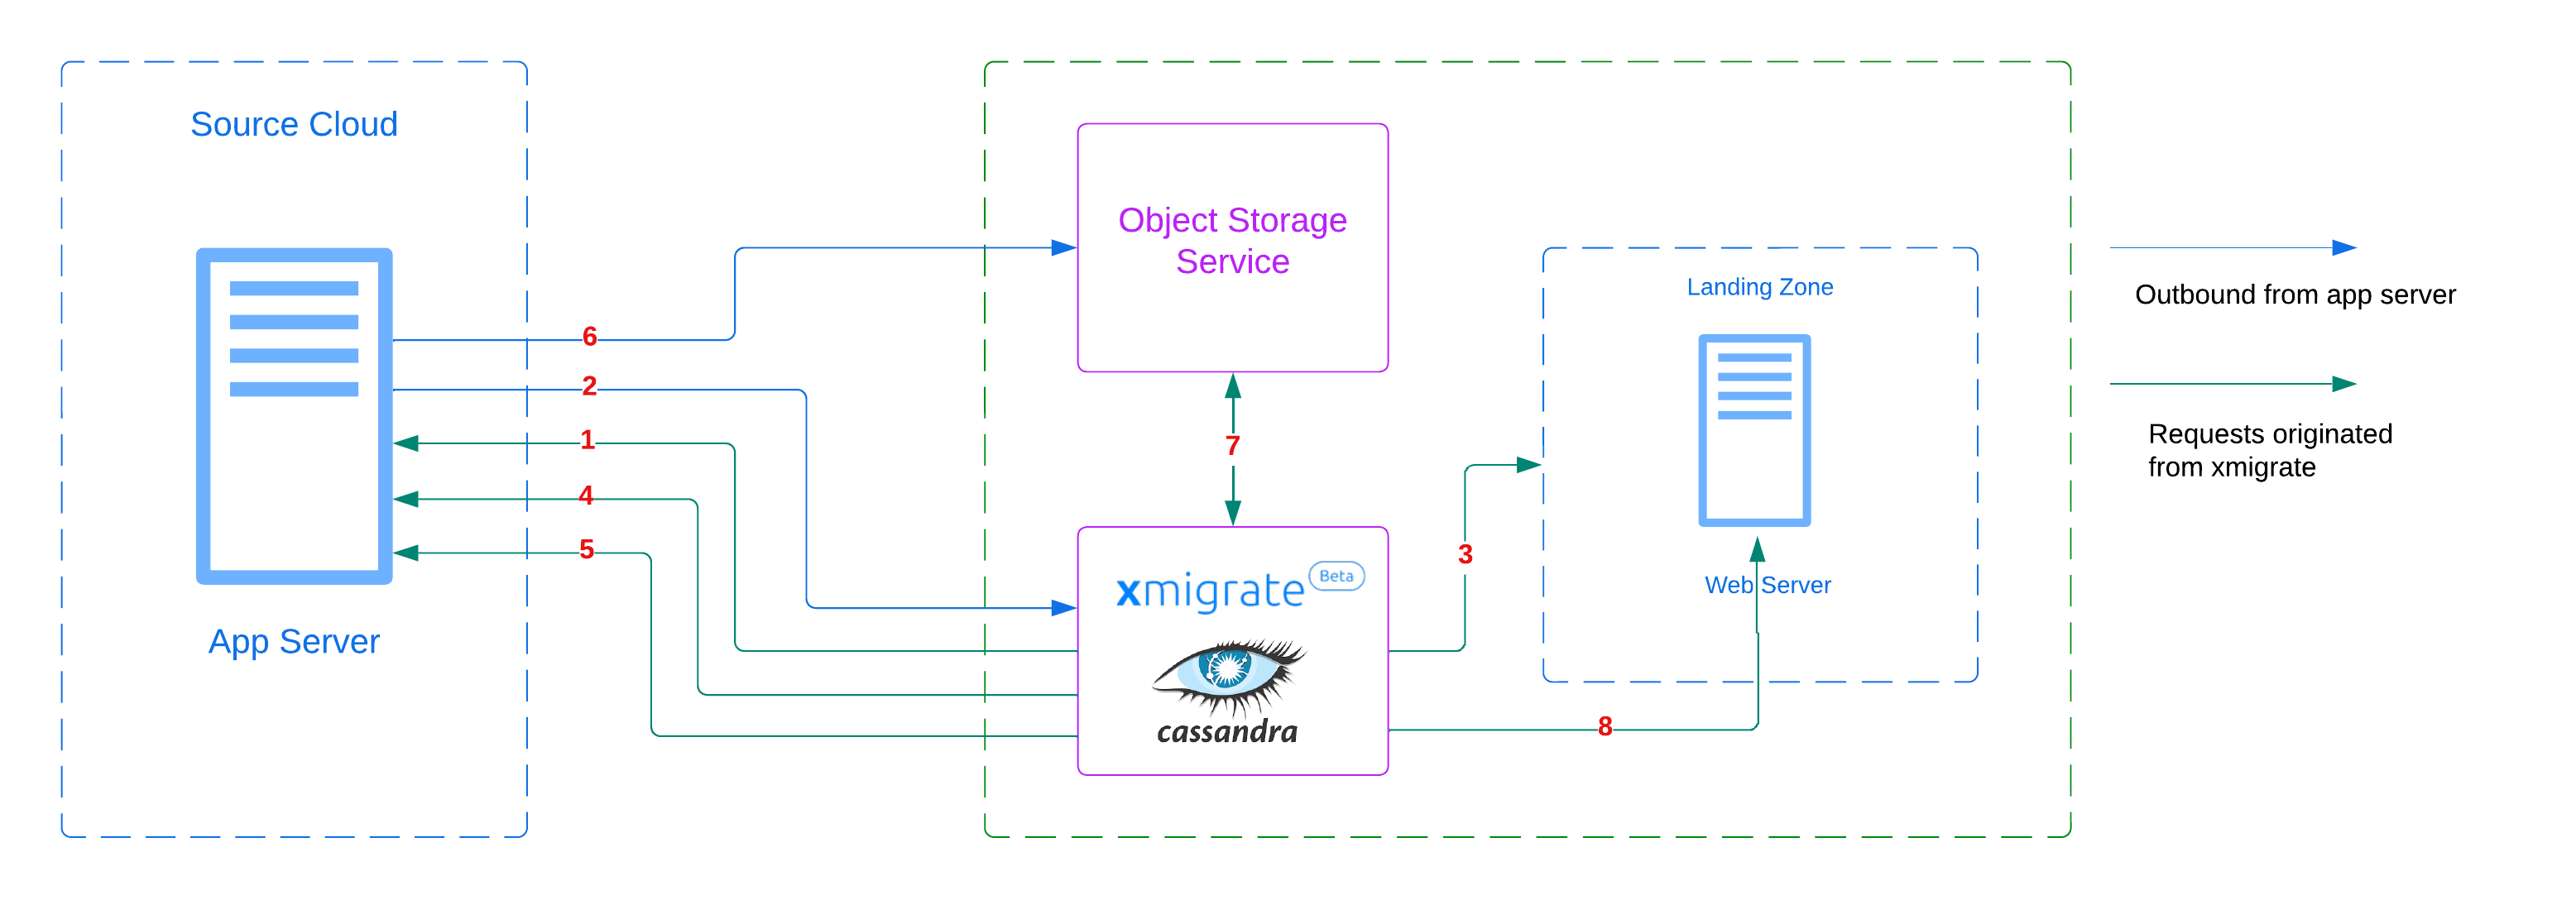 Source Cloud
App Server
6
2
1
4
5
Object Storage
Service
7
xmigrate Beta
cassandra
3
8
Landing Zone
Web Server
Outbound from app server
Requests originated
from xmigrate